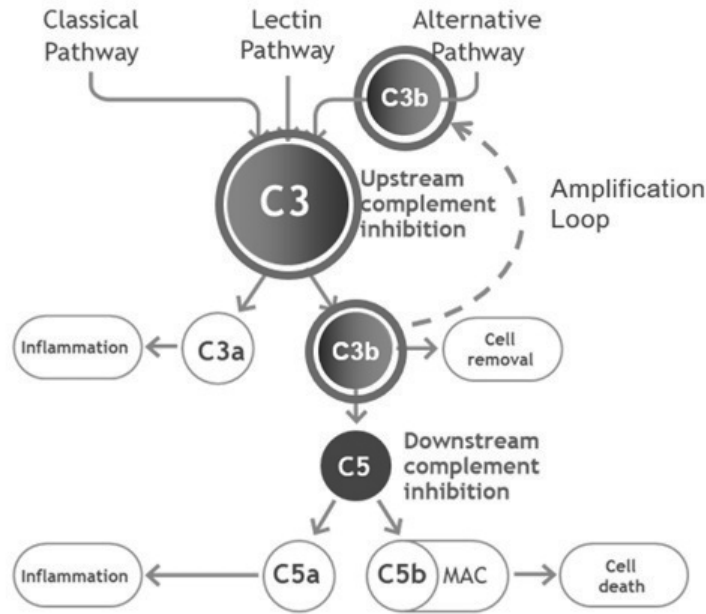 Classical
Pathway
Lectin
Pathway
Alternative
Pathway
C3b
C3
Upstream
complement
inhibition
Amplification
Loop
Inflammation
C3a
C3b
Cell
removal
C5
Downstream
complement
inhibition
Inflammation
C5a
C5b
MAC
Cell
death